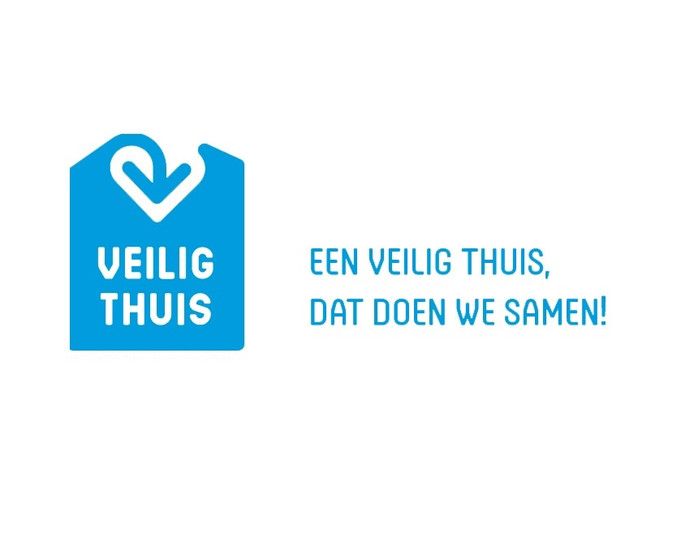 VEILIG
THUIS
EEN VEILIG THUIS,
DAT DOEN WE SAMEN!